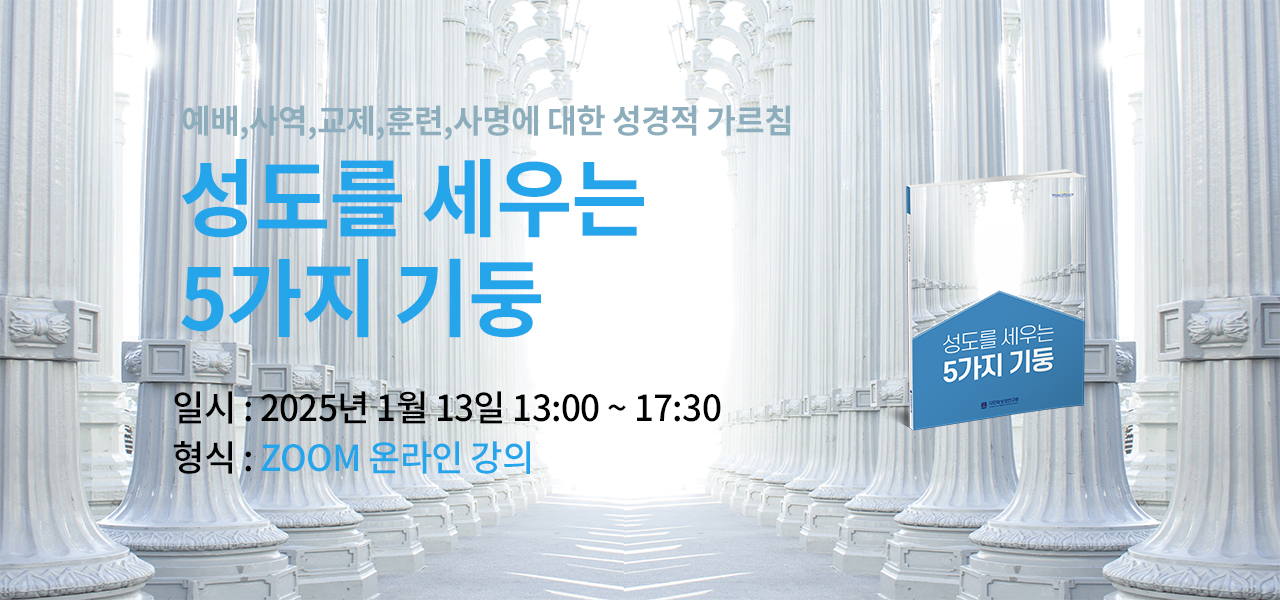 예배,사역,교제,훈련,사명에 대한 성경적 가르침
성도를 세우는
5가지 기둥
일시 : 2025년 1월 13일 13:00 ~ 17:30
형식 : ZOOM 온라인 강의
성도를 세우는
5가지 기둥